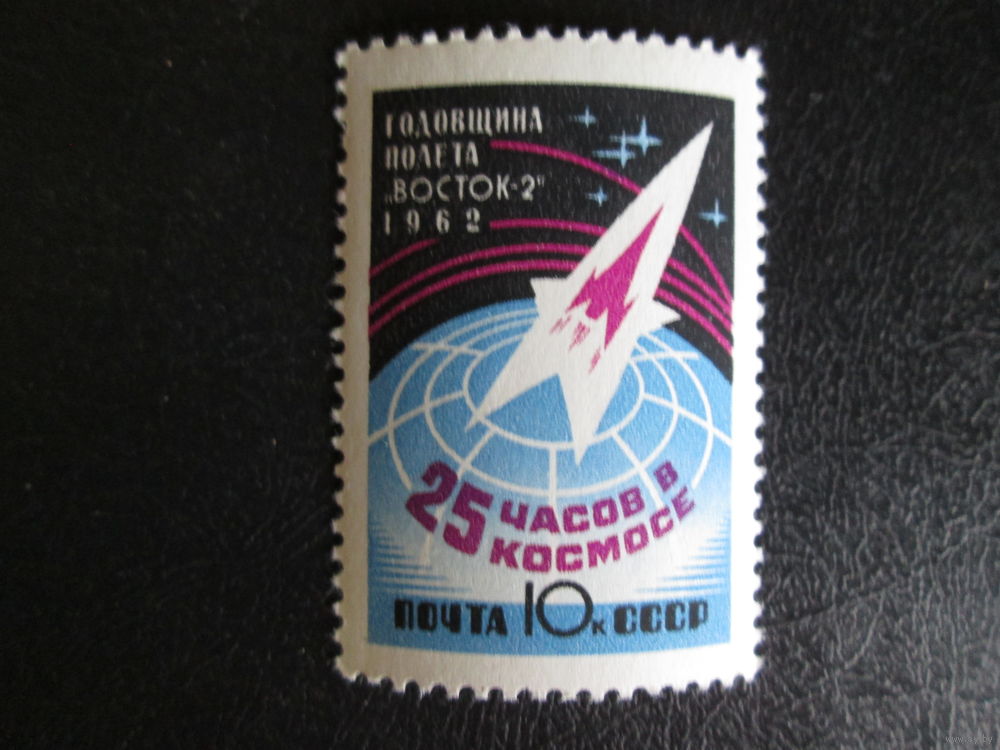 ГОДОВЩИНА
ПОЛЕТА
„ВОСТОК-2"
1962
25 ЧАСОВ В
КОСМОСЕ
ПОЧТА 10к СССР